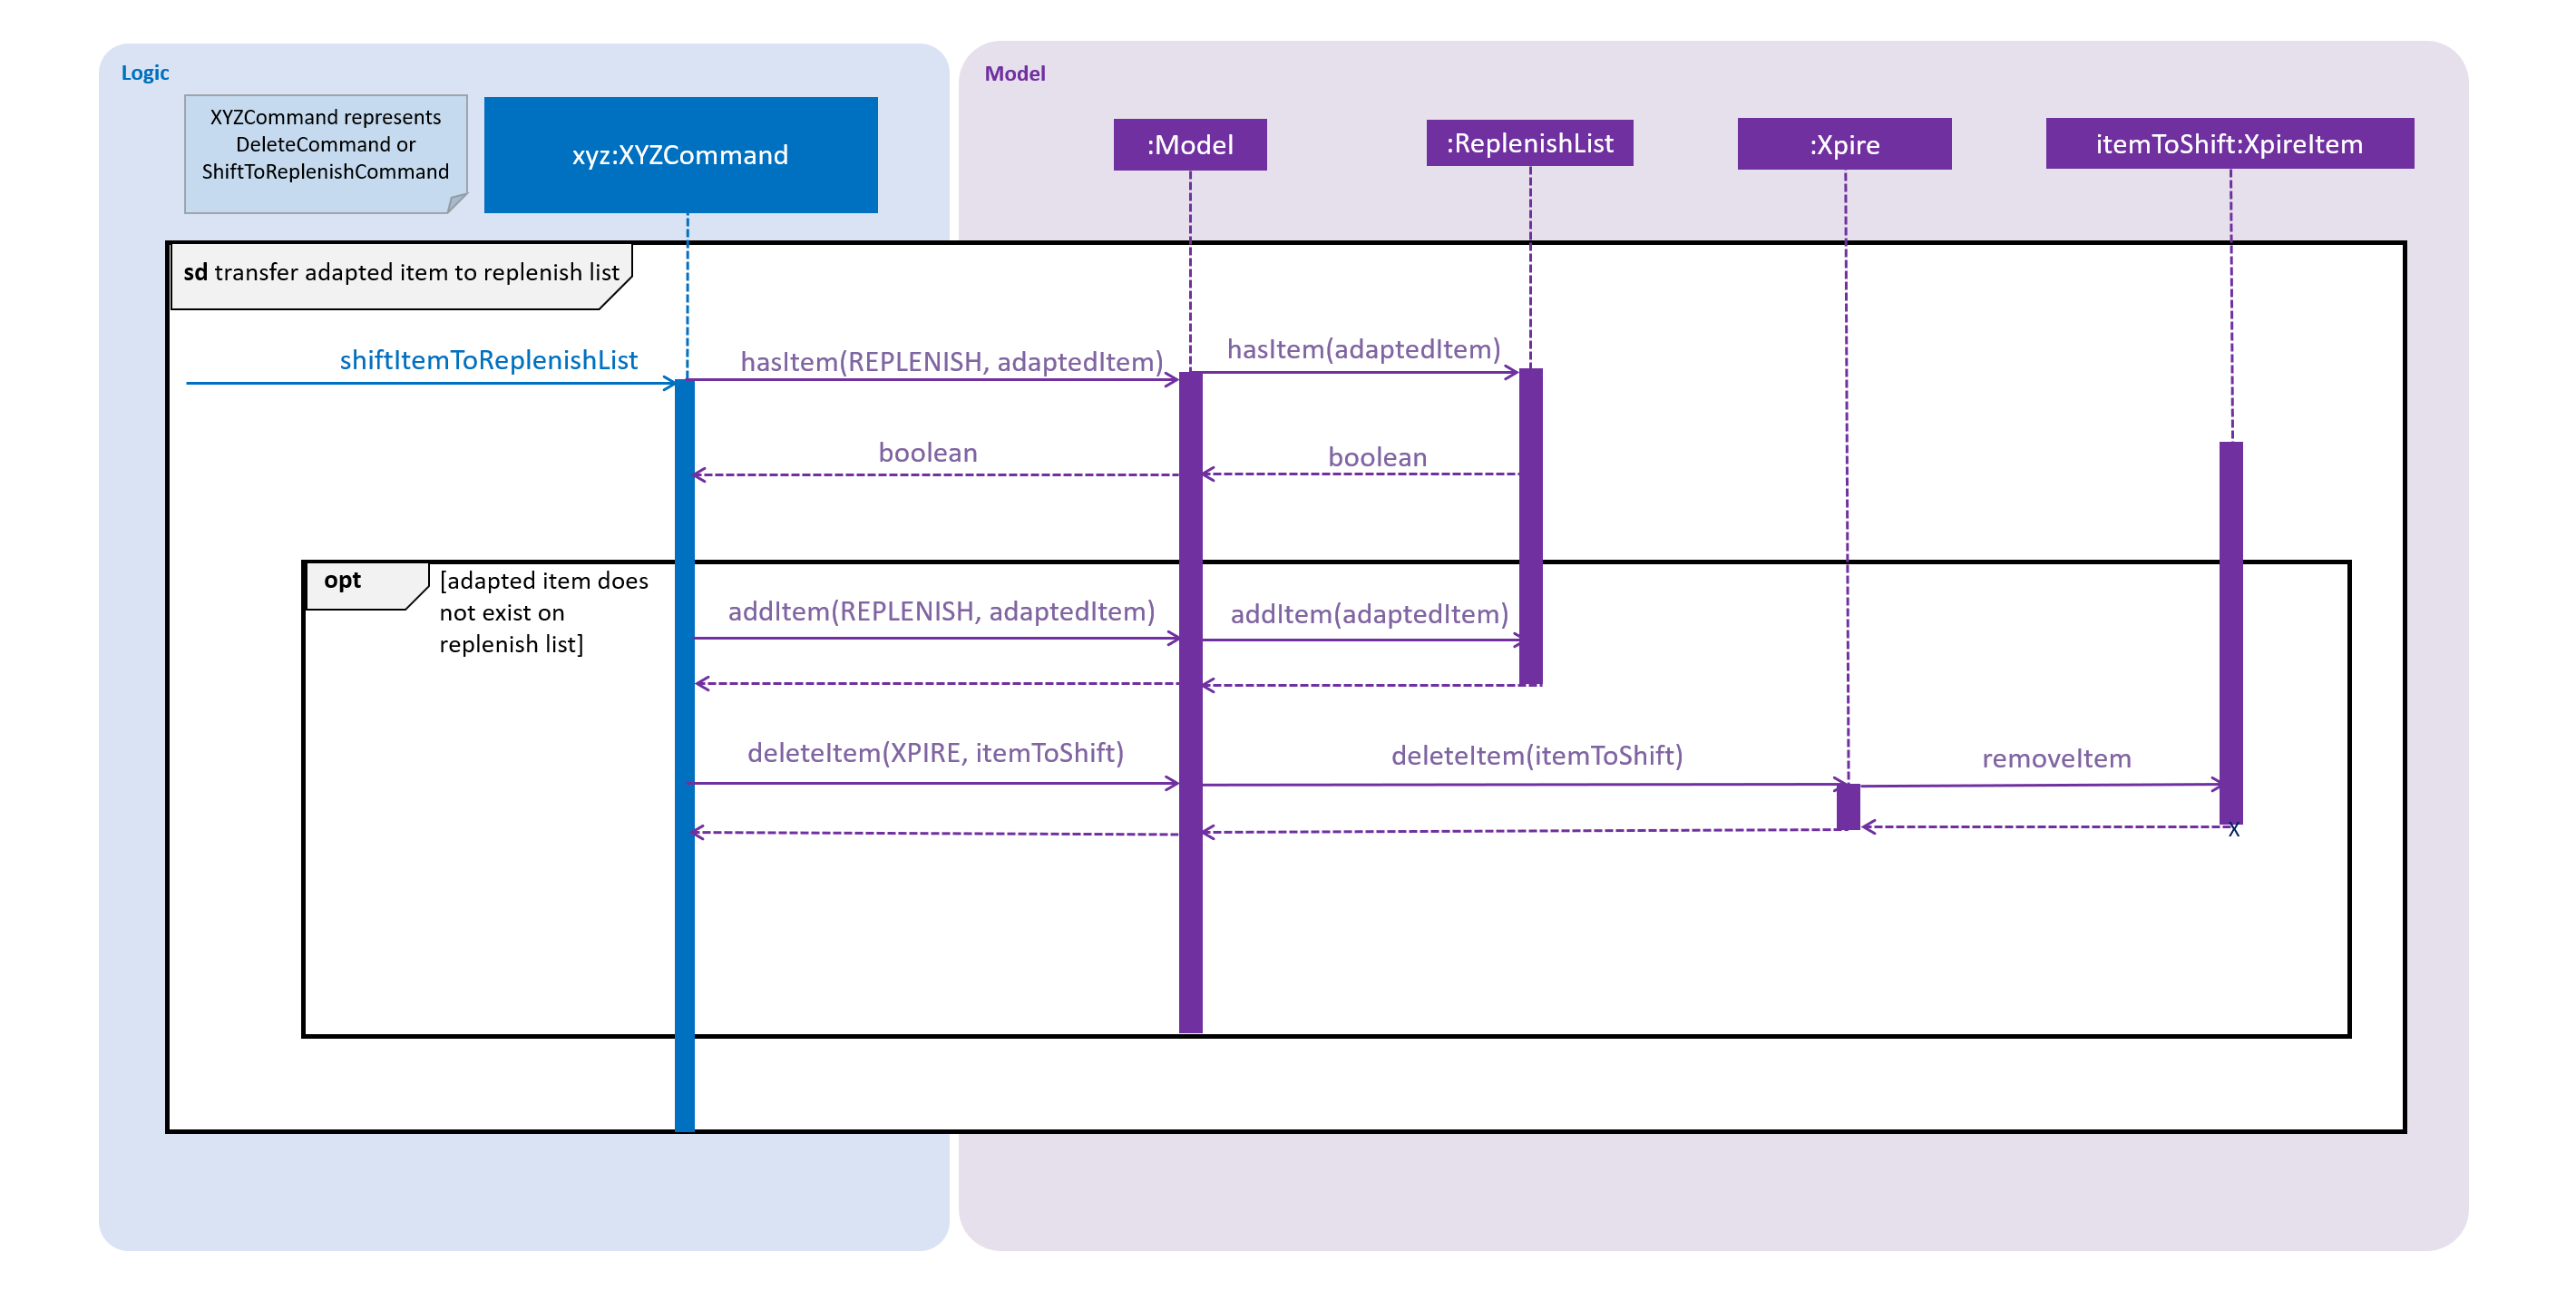 Logic
Model
XYZCommand represents
DeleteCommand or
ShiftToReplenishCommand
xyz:XYZCommand
:Model
:ReplenishList
:Xpire
itemToShift:XpireItem
sd transfer adapted item to replenish list
shiftItemToReplenishList
hasItem(REPLENISH, adaptedItem)
hasItem(adaptedItem)
boolean
boolean
opt
[adapted item does
not exist on
replenish list]
addItem(REPLENISH, adaptedItem)
addItem(adaptedItem)
deleteItem(XPIRE, itemToShift)
deleteItem(itemToShift)
removeItem
X